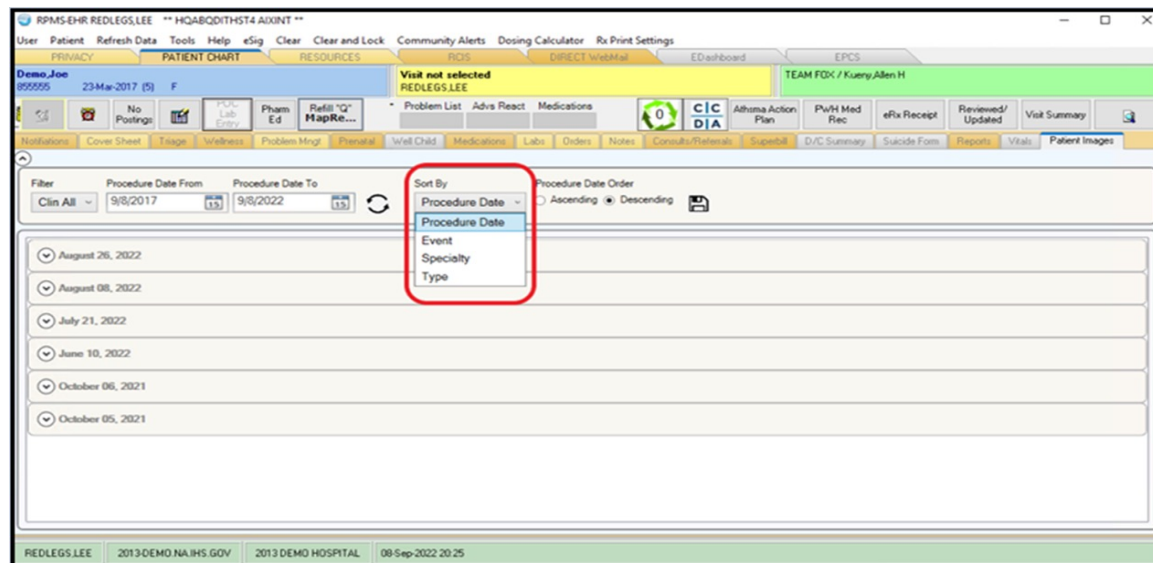 RPMS-EHR REDLEGS,LEE ** HQABQDITHST4 AIXINT **
User Patient Refresh Data Tools Help eSig Clear Clear and Lock Community Alerts Dosing Calculator Rx Print Settings
PRIVACY PATIENT CHART RESOURCES RCIS DIRECT WebMail EDashboard EPCS
Demo,Joe Visit not selected TEAM FOX / Kueny,Allen H
855555 23-Mar-2017 (5) F REDLEGS,LEE
No Postings POC Lab Entry Pharm Ed Refill "Q" MapRe... Problem List Advs React Medications 0 C|C D|A Athsma Action Plan PWH Med Rec eRx Receipt Reviewed/ Updated Visit Summary
Notifications Cover Sheet Triage Wellness Problem Mngt Prenatal Well Child Medications Labs Orders Notes Consults/Referrals Superbill D/C Summary Suicide Form Reports Vitals Patient Images
Filter Procedure Date From Procedure Date To Sort By Procedure Date Order
Clin All 9/8/2017 15 9/8/2022 15 Procedure Date Ascending Descending
Procedure Date
Event
Specialty
Type
August 26, 2022
August 08, 2022
July 21, 2022
June 10, 2022
October 06, 2021
October 05, 2021
REDLEGS,LEE 2013-DEMO.NA.IHS.GOV 2013 DEMO HOSPITAL 08-Sep-2022 20:25